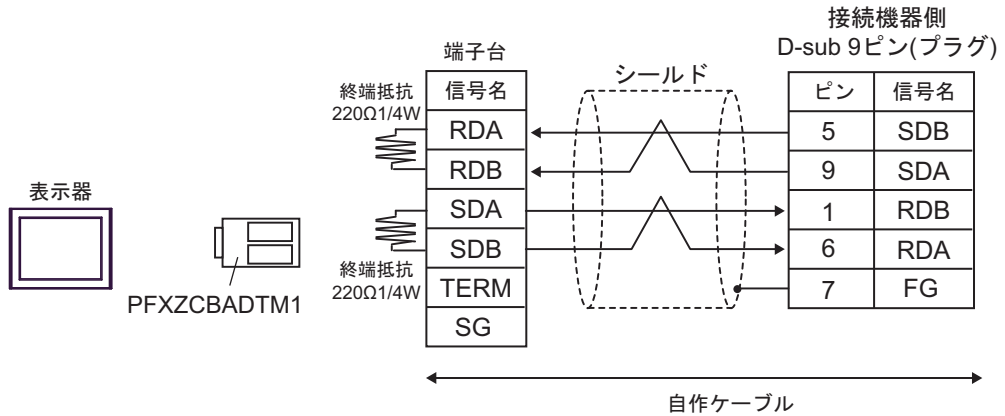 接続機器側
D-sub 9ピン(プラグ)
端子台
シールド
終端抵抗
220Ω1/4W
信号名
ピン 信号名
RDA
5 SDB
RDB
9 SDA
表示器
SDA
1 RDB
SDB
6 RDA
終端抵抗
220Ω1/4W
TERM
7 FG
PFXZCBADTM1
SG
自作ケーブル